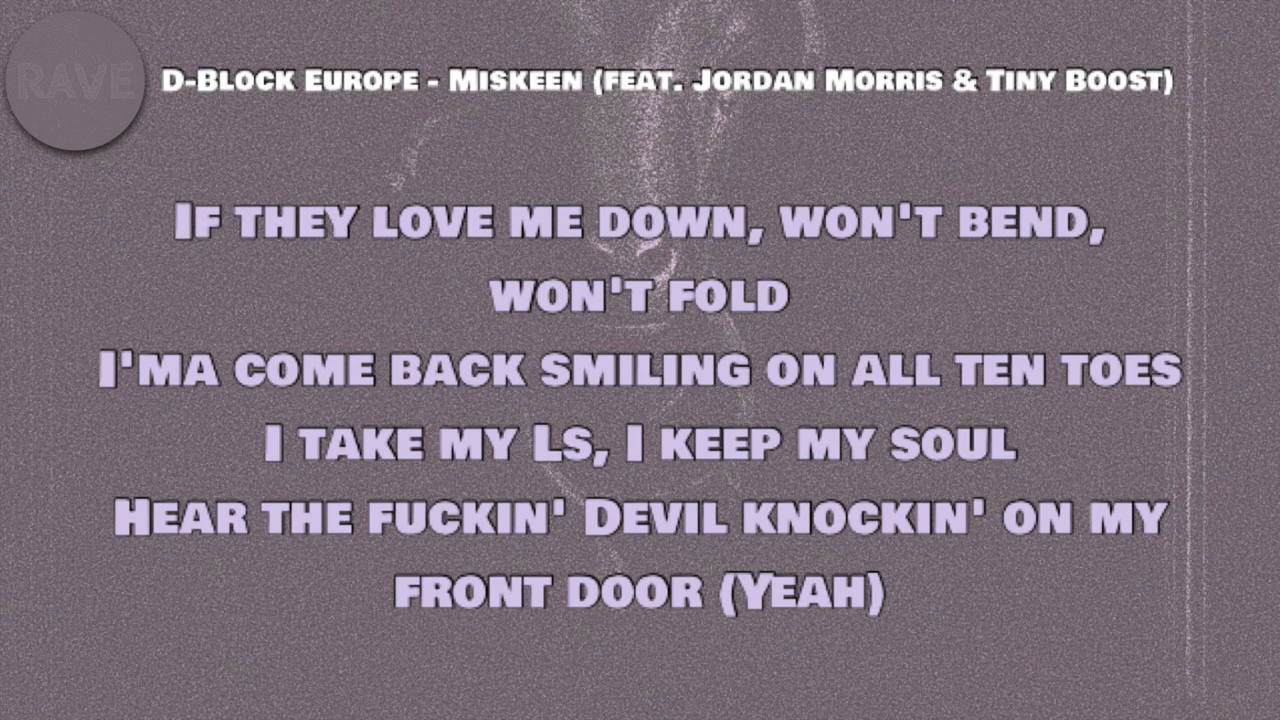 RAVE
D-Block Europe - Miskeen (feat. Jordan Morris & Tiny Boost)
If they love me down, won't bend,
won't fold
I'ma come back smiling on all ten toes
I take my Ls, I keep my soul
Hear the fuckin' Devil knockin' on my
front door (Yeah)